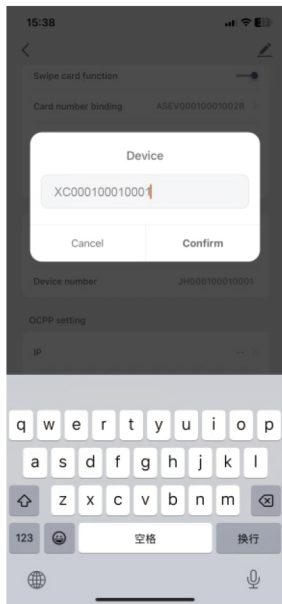 15:38
Swipe card function
Card number binding ASEV000100010028
Device
XC000100010001
Cancel Confirm
Device number JH000100010001
OCPP setting
IP --
q w e r t y u i o p
a s d f g h j k l
z x c v b n m
123 空格 换行